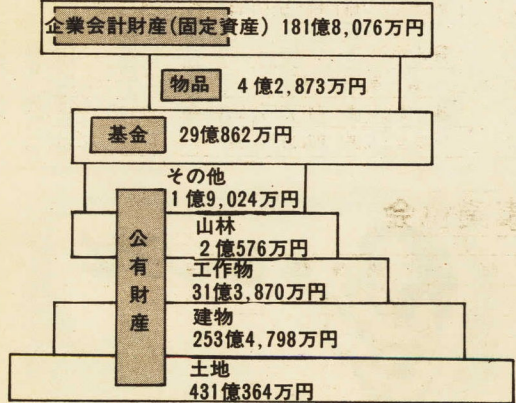 企業会計財産(固定資産) 181億8,076万円
物品 4億2,873万円
基金 29億862万円
その他
1億9,024万円
山林
2億576万円
工作物
31億3,870万円
建物
253億4,798万円
土地
431億364万円
公有財産